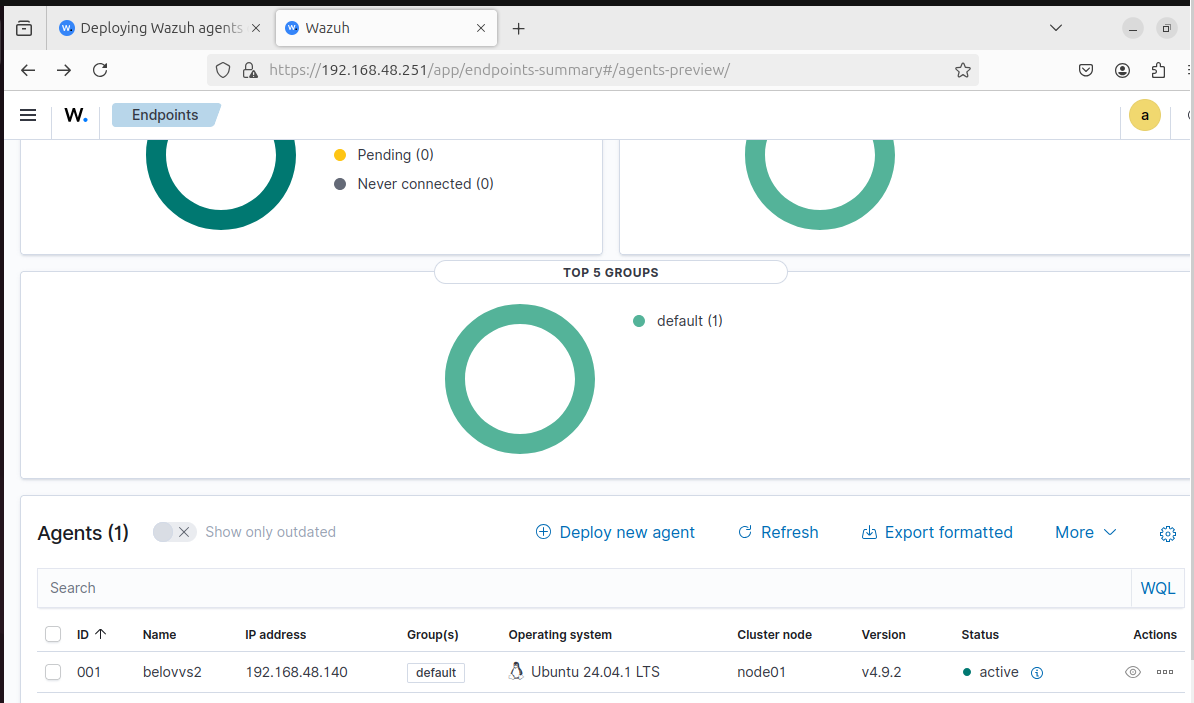 Deploying Wazuh agents
Wazuh
https://192.168.48.251/app/endpoints-summary#/agents-preview/
W. Endpoints a
Pending (0)
Never connected (0)
TOP 5 GROUPS
default (1)
Agents (1) Show only outdated Deploy new agent Refresh Export formatted More
Search WQL
ID Name IP address Group(s) Operating system Cluster node Version Status Actions
001 belovvs2 192.168.48.140 default Ubuntu 24.04.1 LTS node01 v4.9.2 active